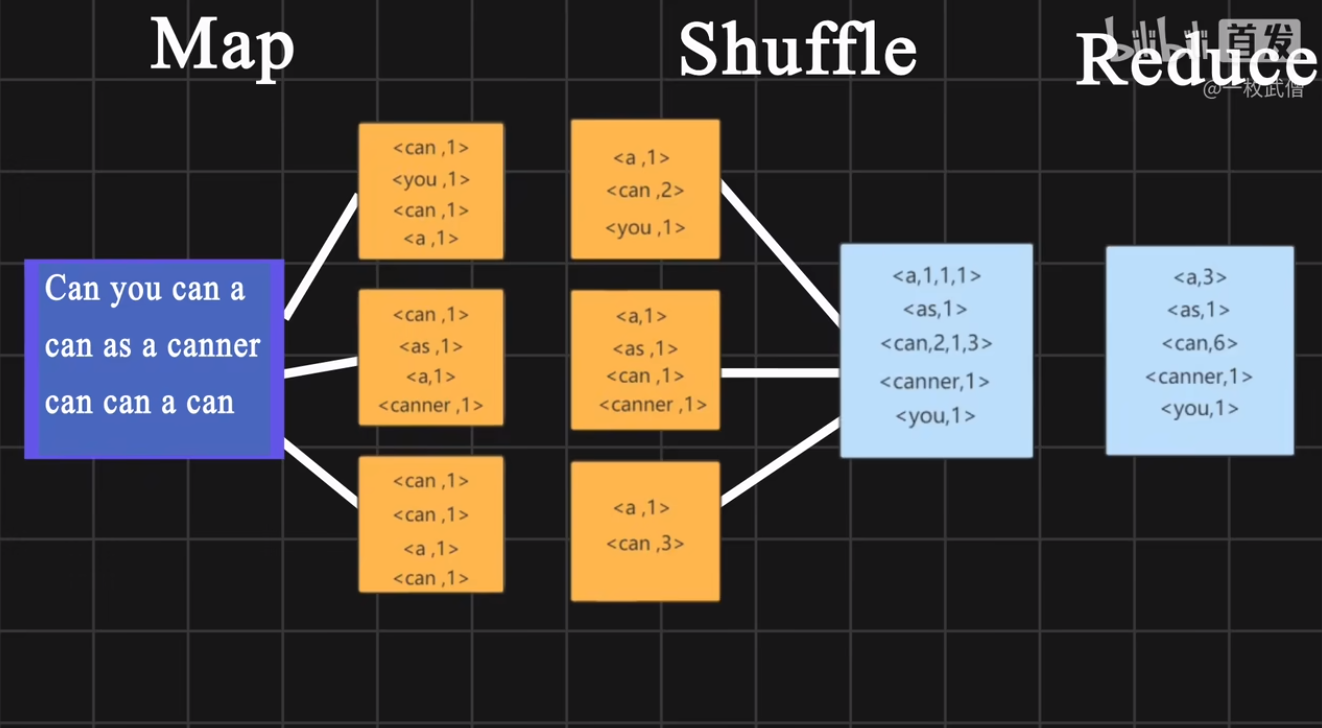 Map
Shuffle
Reduce
bilibili 首发
@一枚武僧
Can you can a
can as a canner
can can a can
<can ,1>
<you ,1>
<can ,1>
<a ,1>
<can ,1>
<as ,1>
<a,1>
<canner ,1>
<can ,1>
<can ,1>
<a ,1>
<can ,1>
<a ,1>
<can ,2>
<you ,1>
<a,1>
<as ,1>
<can ,1>
<canner ,1>
<a ,1>
<can ,3>
<a,1,1,1>
<as,1>
<can,2,1,3>
<canner,1>
<you,1>
<a,3>
<as,1>
<can,6>
<canner,1>
<you,1>